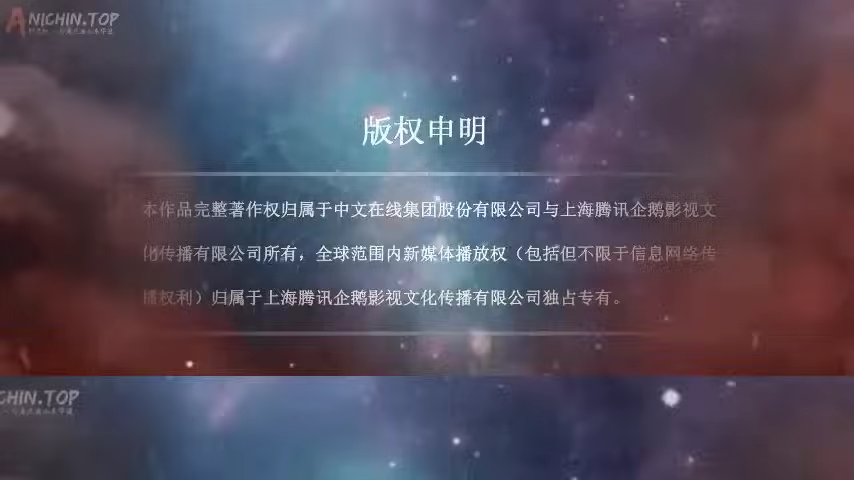 ANICHIN.TOP
版权申明
本作品完整著作权归属于中文在线集团股份有限公司与上海腾讯企鹅影视文
化传播有限公司所有，全球范围内新媒体播放权（包括但不限于信息网络传
播权利）归属于上海腾讯企鹅影视文化传播有限公司独占专有。
CHIN.TOP